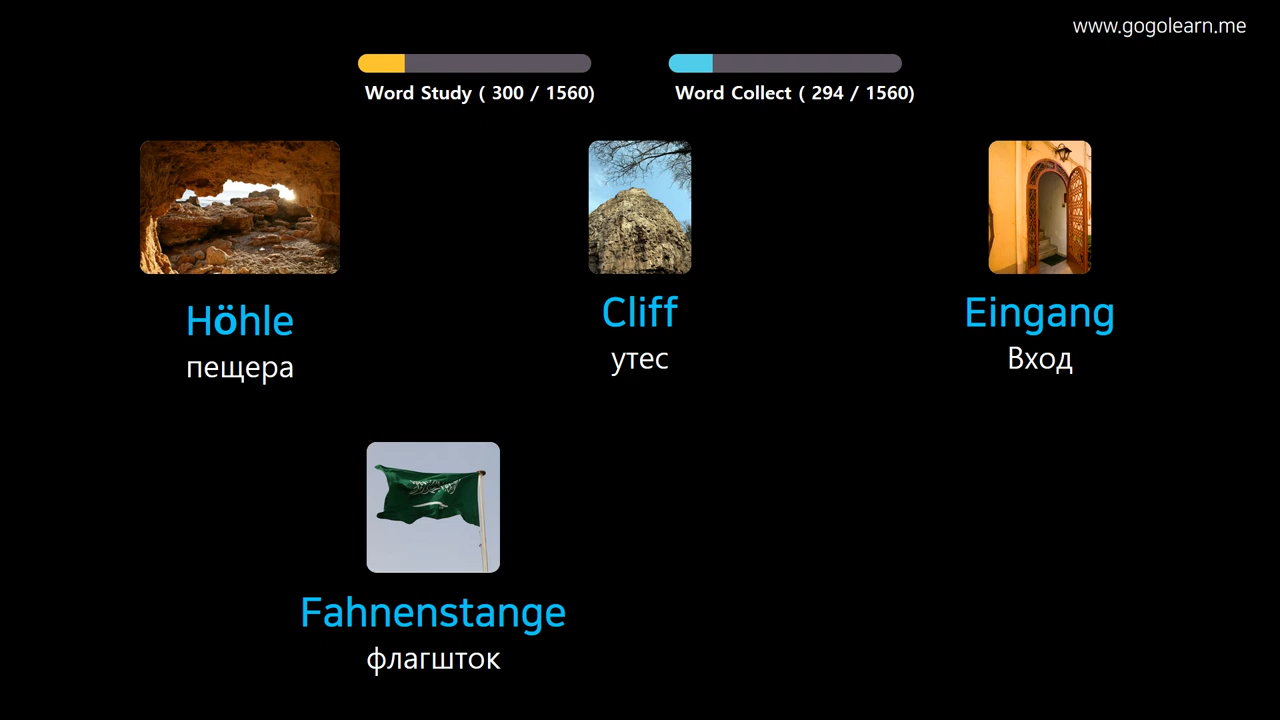 www.gogolearn.me
Word Study ( 300 / 1560)
Word Collect ( 294 / 1560)
Höhle
Cliff
Eingang
пещера
утес
Вход
Fahnenstange
флагшток